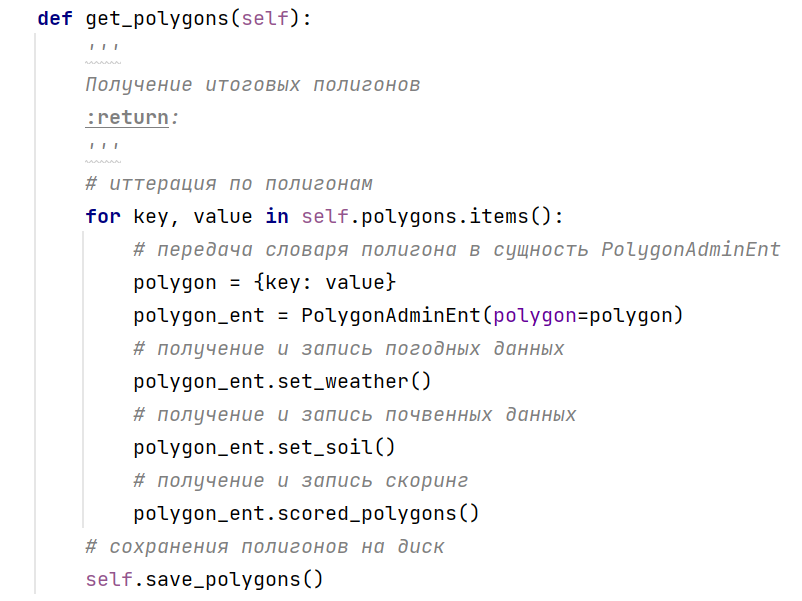 def get_polygons(self):
'''
Получение итоговых полигонов
:return:
'''
# иттерация по полигонам
for key, value in self.polygons.items():
# передача словаря полигона в сущность PolygonAdminEnt
polygon = {key: value}
polygon_ent = PolygonAdminEnt(polygon=polygon)
# получение и запись погодных данных
polygon_ent.set_weather()
# получение и запись почвенных данных
polygon_ent.set_soil()
# получение и запись скоринг
polygon_ent.scored_polygons()
# сохранения полигонов на диск
self.save_polygons()